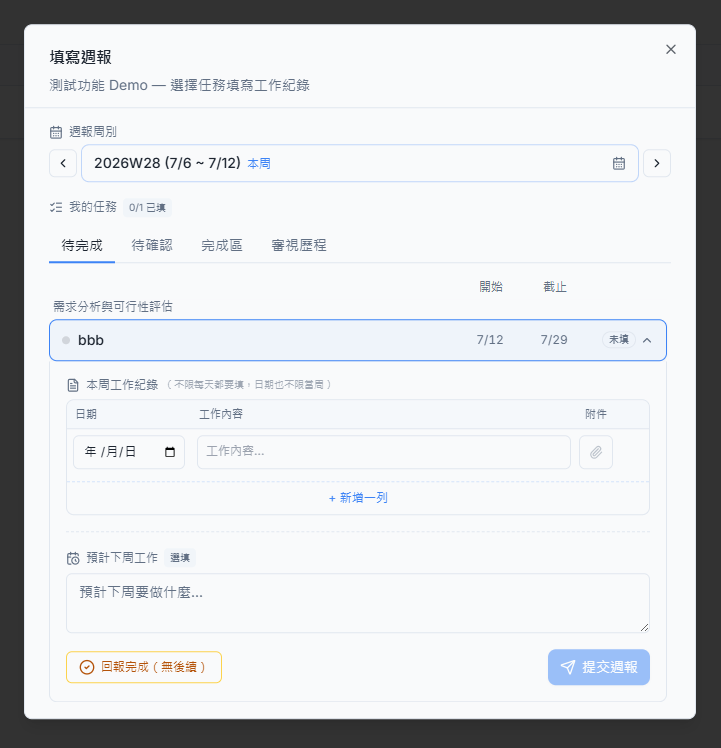 填寫週報
測試功能 Demo — 選擇任務填寫工作紀錄
週報周別
2026W28 (7/6 ~ 7/12) 本周
我的任務 0/1 已填
待完成 待確認 完成區 審視歷程
開始 截止
需求分析與可行性評估
bbb 7/12 7/29 未填
本周工作紀錄 （不限每天都要填，日期也不限當周）
日期 工作內容 附件
年 /月/日 工作內容...
+ 新增一列
預計下周工作 選填
預計下周要做什麼...
回報完成（無後續） 提交週報